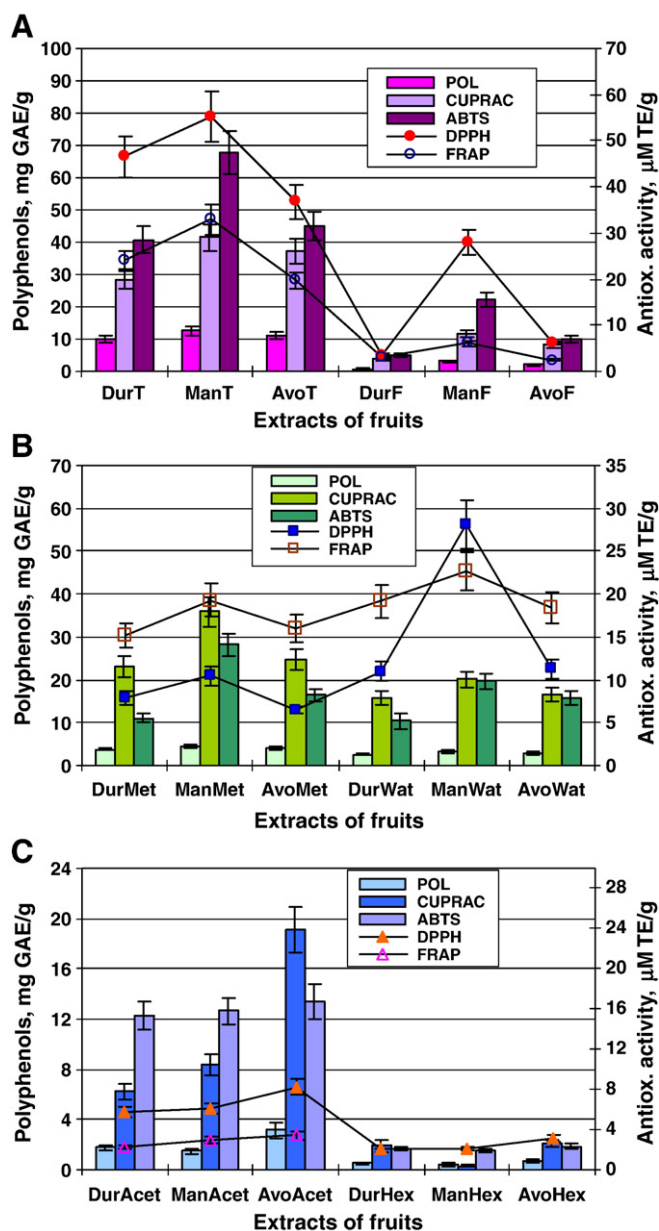 A
Polyphenols, mg GAE/g
100
90
80
70
60
50
40
30
20
10
0
POL
CUPRAC
ABTS
DPPH
FRAP
70
60
50
40
30
20
10
0
Antiox. activity, µM TE/g
DurT ManT AvoT DurF ManF AvoF
Extracts of fruits
B
Polyphenols, mg GAE/g
70
60
50
40
30
20
10
0
POL
CUPRAC
ABTS
DPPH
FRAP
35
30
25
20
15
10
5
0
Antiox. activity, µM TE/g
DurMet ManMet AvoMet DurWat ManWat AvoWat
Extracts of fruits
C
Polyphenols, mg GAE/g
24
20
16
12
8
4
0
POL
CUPRAC
ABTS
DPPH
FRAP
28
24
20
16
12
8
4
0
Antiox. activity, µM TE/g
DurAcet ManAcet AvoAcet DurHex ManHex AvoHex
Extracts of fruits